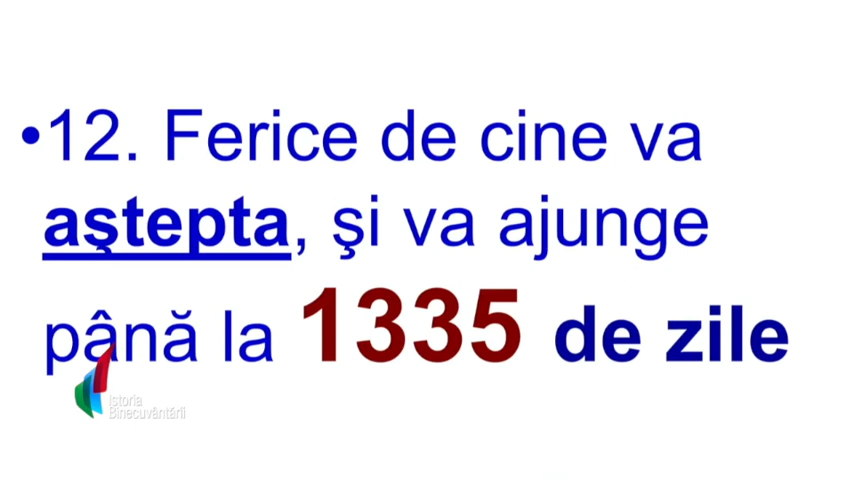 •12. Ferice de cine va
aştepta, şi va ajunge
până la 1335 de zile
Istoria
Binecuvântării